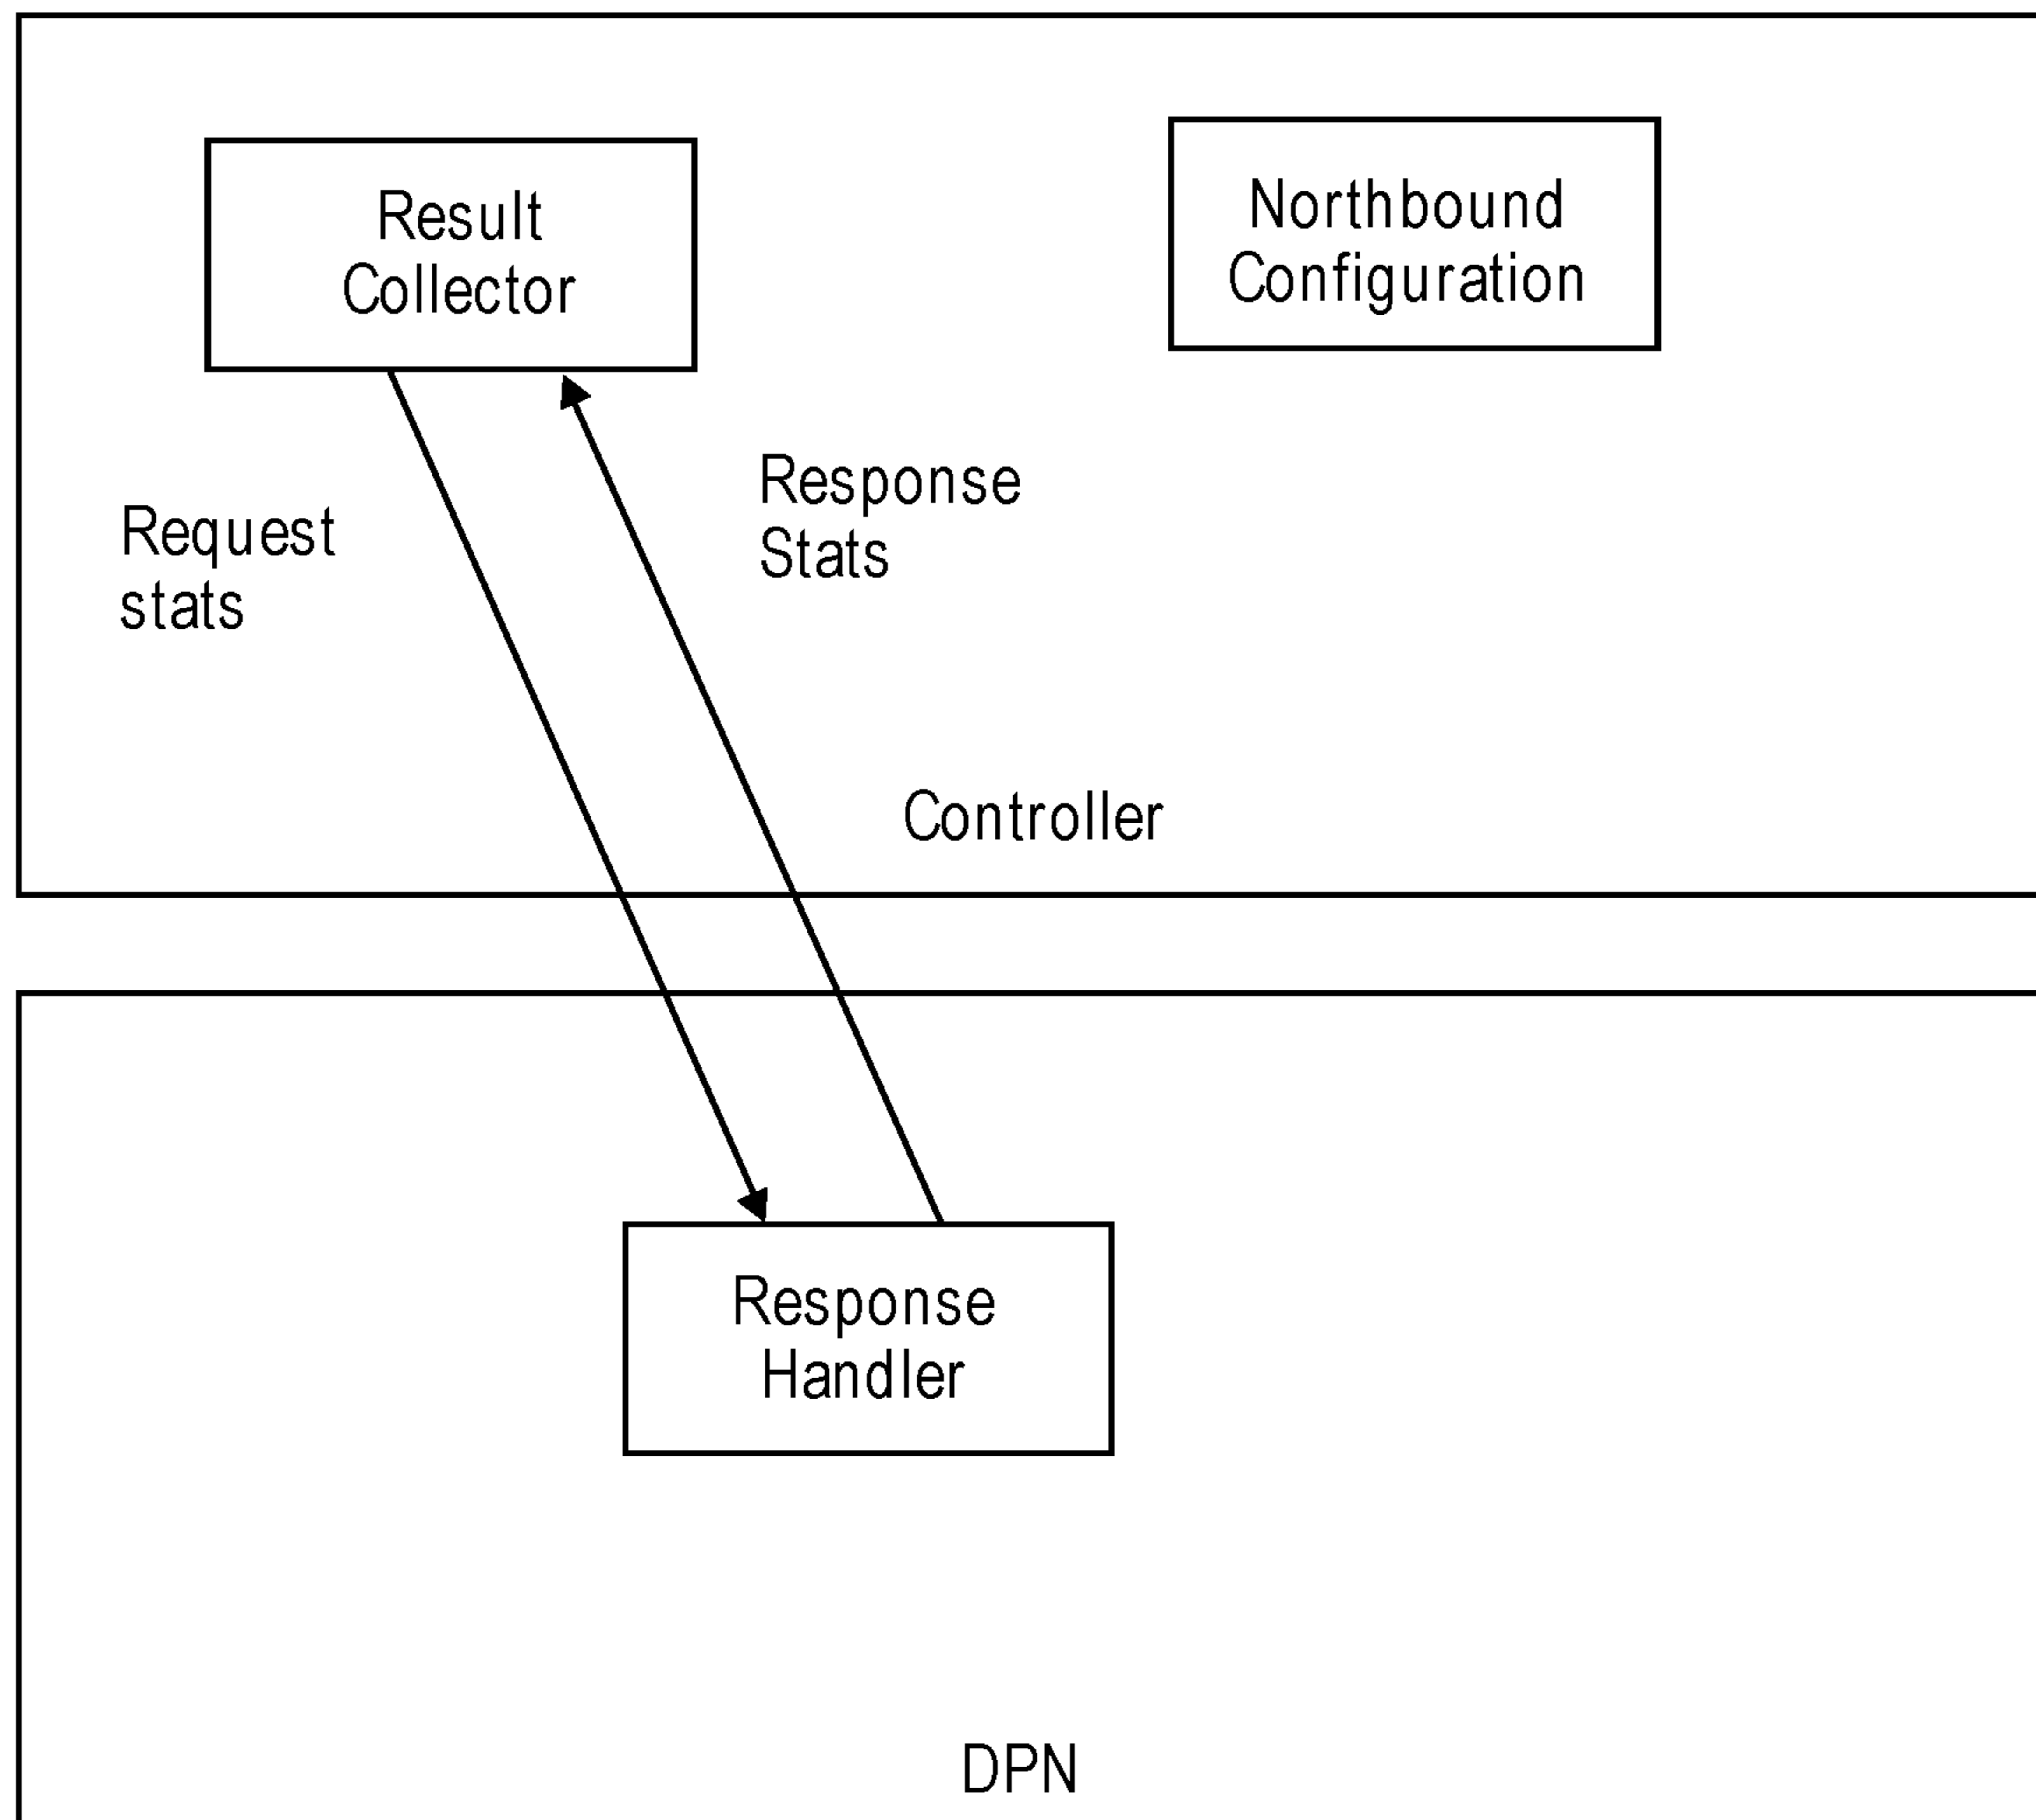 Result
Collector
Northbound
Configuration
Request
stats
Response
Stats
Controller
Response
Handler
DPN